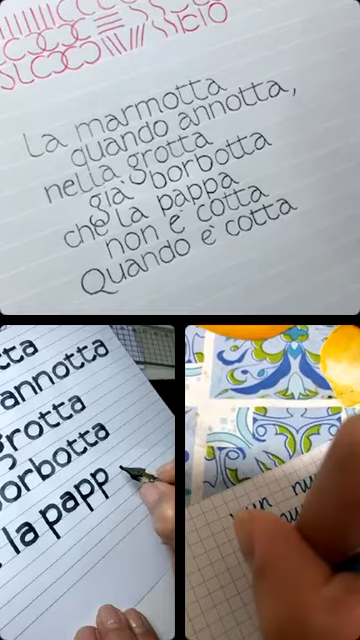 La marmotta
quando annotta,
nella grotta
già borbotta
che la pappa
non è cotta
Quando è cotta
annotta
grotta
borbotta
la papp
un